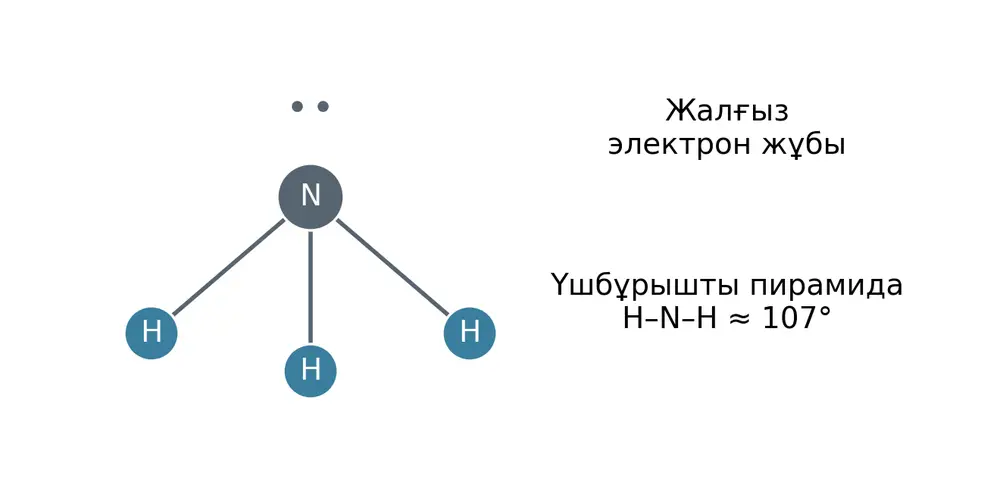 Жалғыз
электрон жұбы
N
Үшбұрышты пирамида
H–N–H ≈ 107°
H
H
H